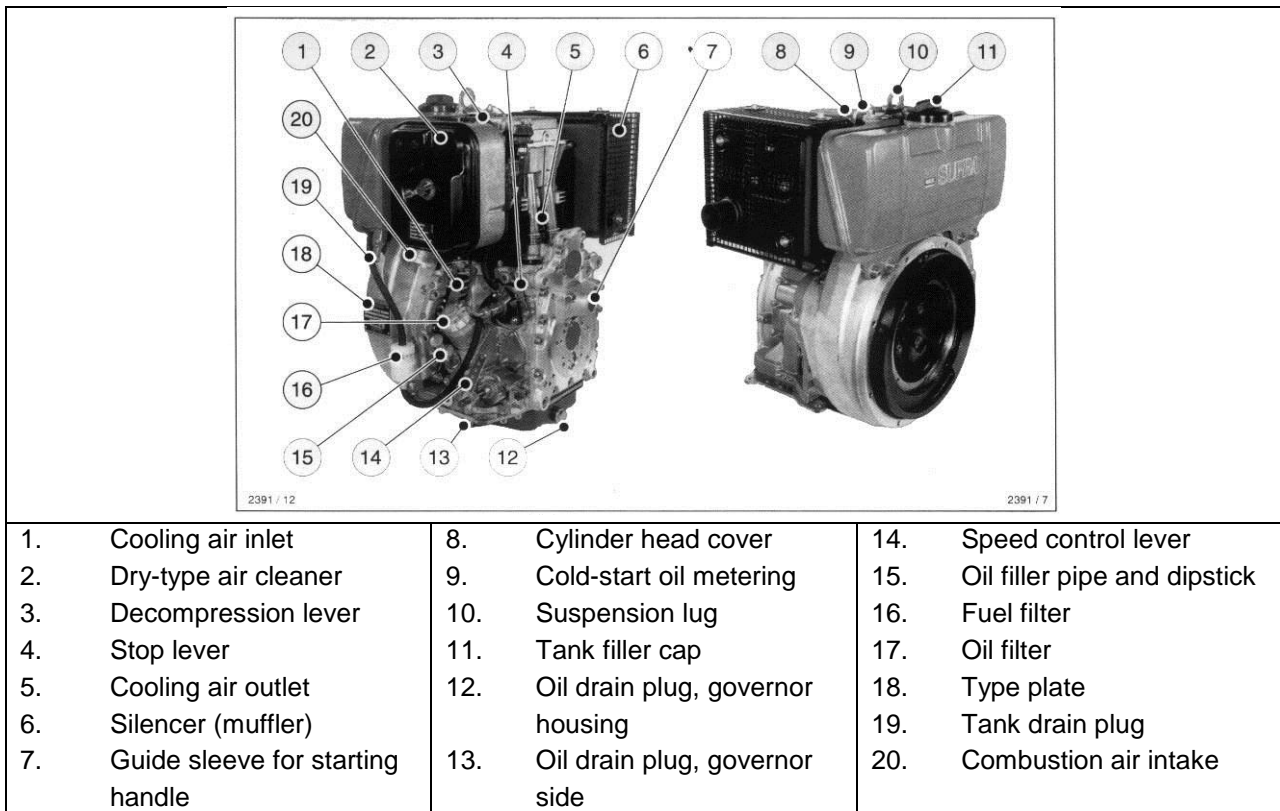 1 2 3 4 5 6 7 8 9 10 11
20
SUPRA
19
18
17
16
15 14 13 12
2391 / 12 2391 / 7
1. Cooling air inlet
2. Dry-type air cleaner
3. Decompression lever
4. Stop lever
5. Cooling air outlet
6. Silencer (muffler)
7. Guide sleeve for starting
handle
8. Cylinder head cover
9. Cold-start oil metering
10. Suspension lug
11. Tank filler cap
12. Oil drain plug, governor
housing
13. Oil drain plug, governor
side
14. Speed control lever
15. Oil filler pipe and dipstick
16. Fuel filter
17. Oil filter
18. Type plate
19. Tank drain plug
20. Combustion air intake